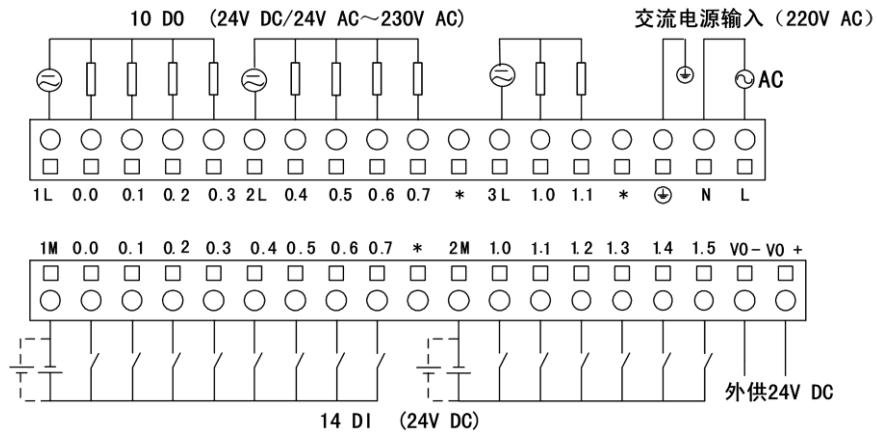 10 DO （24V DC/24V AC～230V AC)
交流电源输入（220V AC）
AC
1L 0.0 0.1 0.2 0.3 2L 0.4 0.5 0.6 0.7 * 3L 1.0 1.1 * N L
1M 0.0 0.1 0.2 0.3 0.4 0.5 0.6 0.7 * 2M 1.0 1.1 1.2 1.3 1.4 1.5 VO- VO +
外供24V DC
14 DI （24V DC)